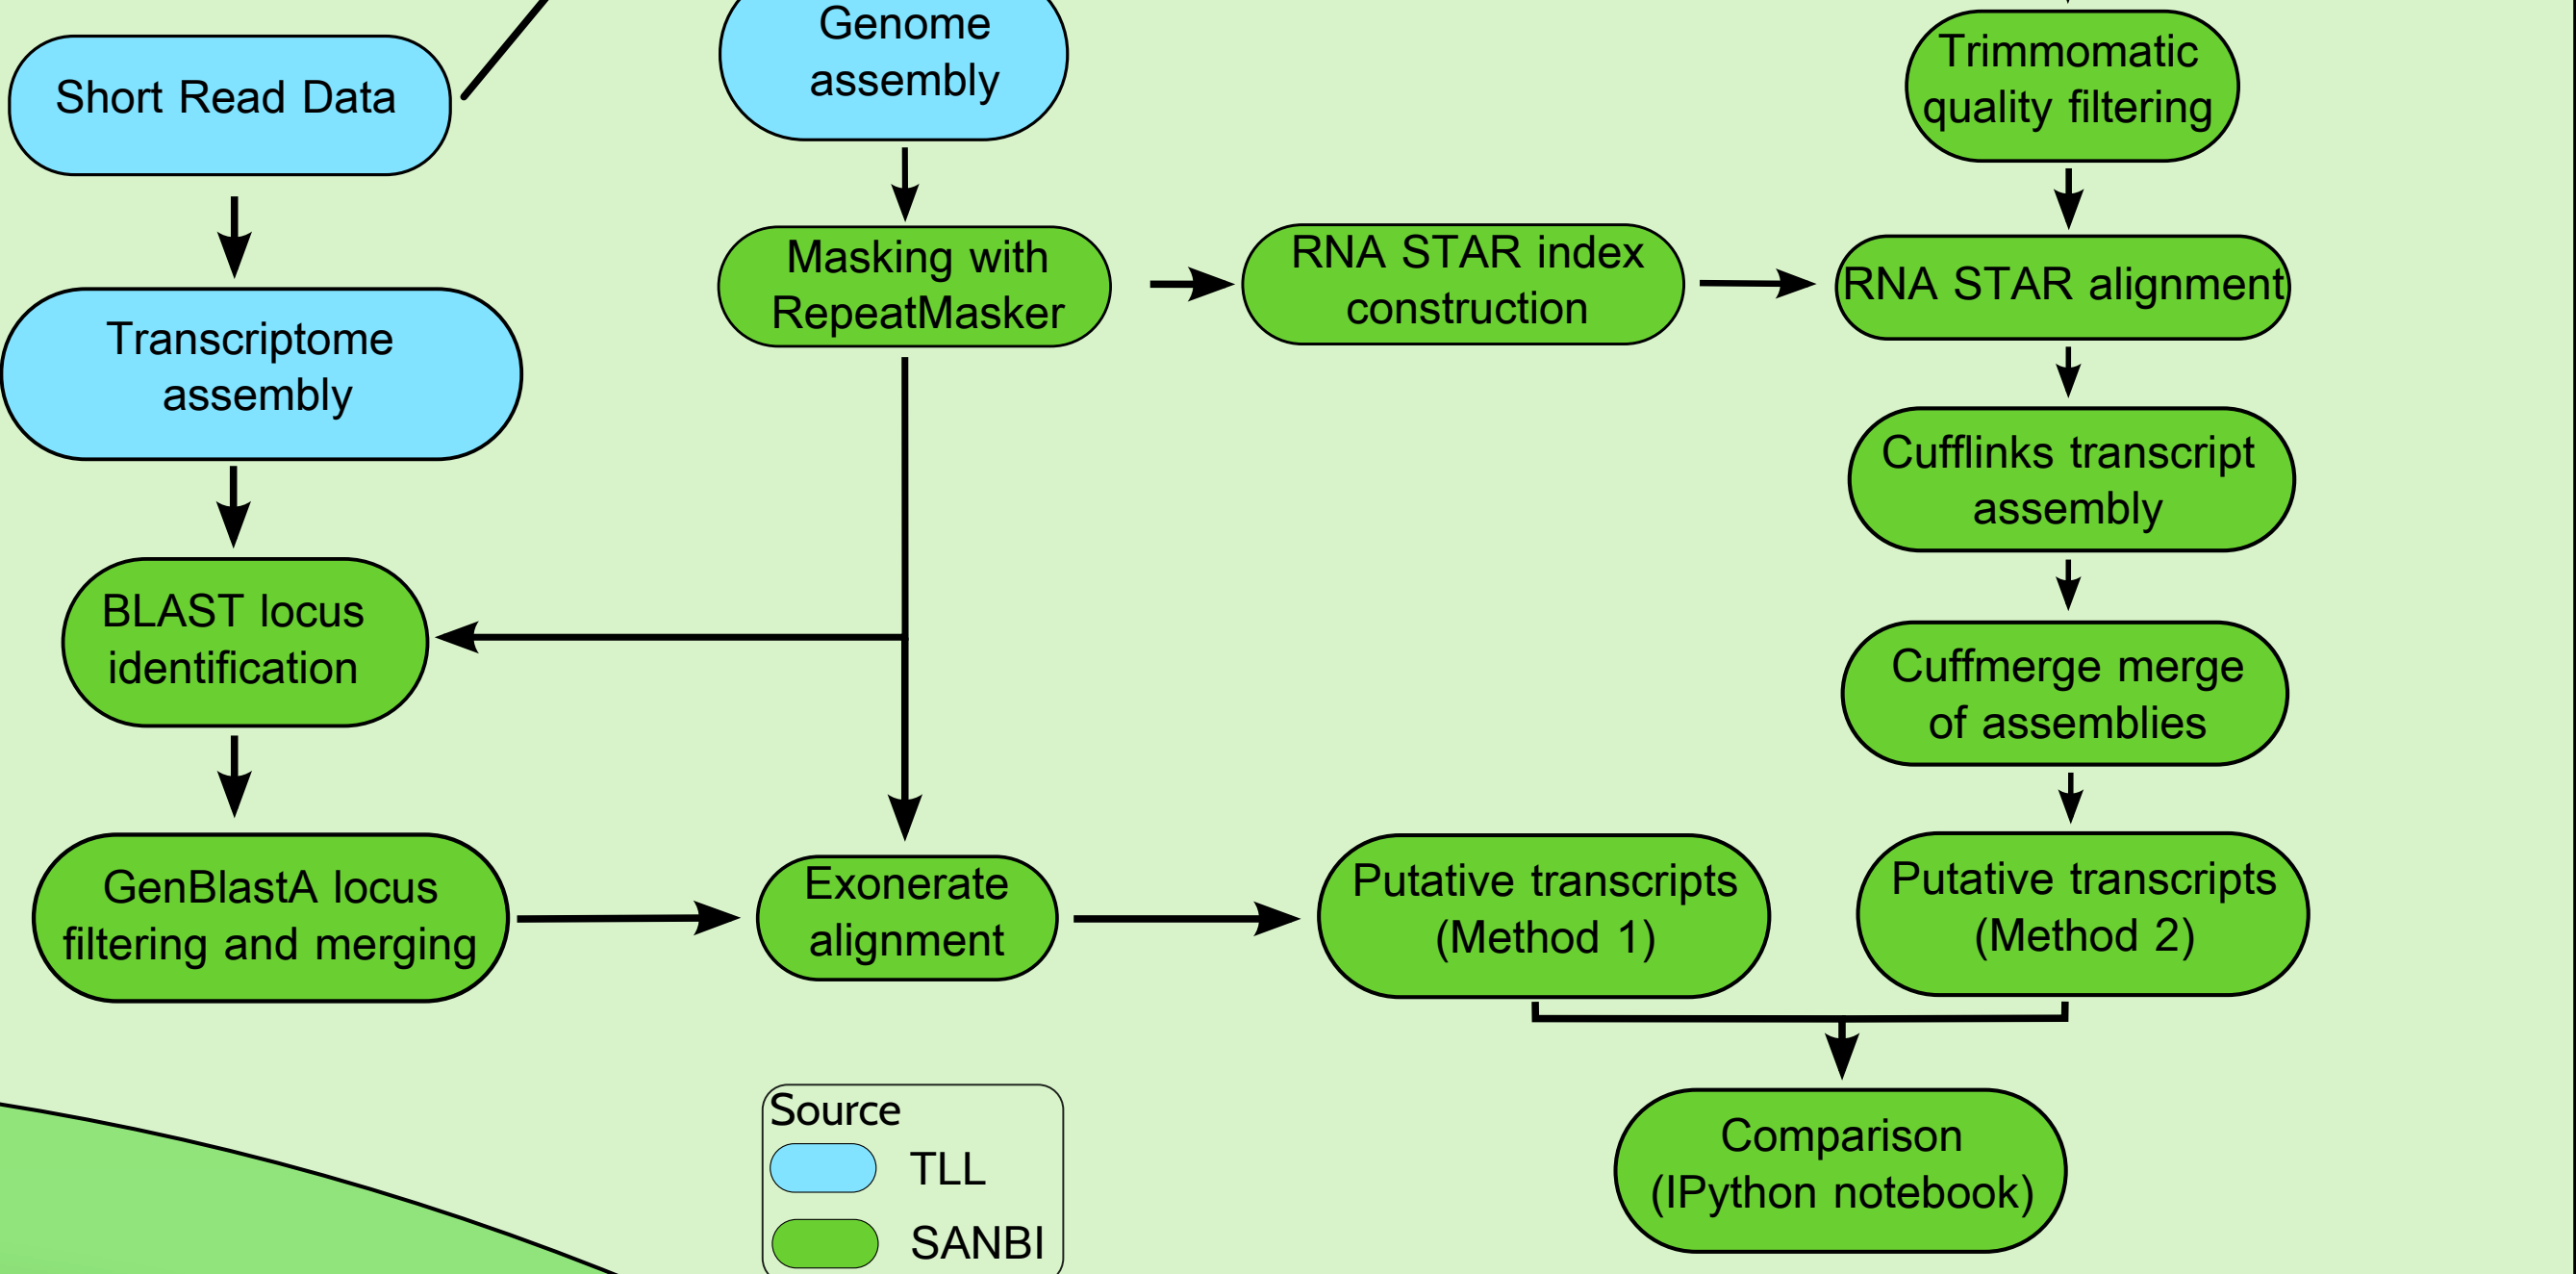 Short Read Data
Genome
assembly
Trimmomatic
quality filtering
Masking with
RepeatMasker
RNA STAR index
construction
RNA STAR alignment
Transcriptome
assembly
Cufflinks transcript
assembly
BLAST locus
identification
Cuffmerge merge
of assemblies
GenBlastA locus
filtering and merging
Exonerate
alignment
Putative transcripts
(Method 1)
Putative transcripts
(Method 2)
Source
TLL
SANBI
Comparison
(IPython notebook)